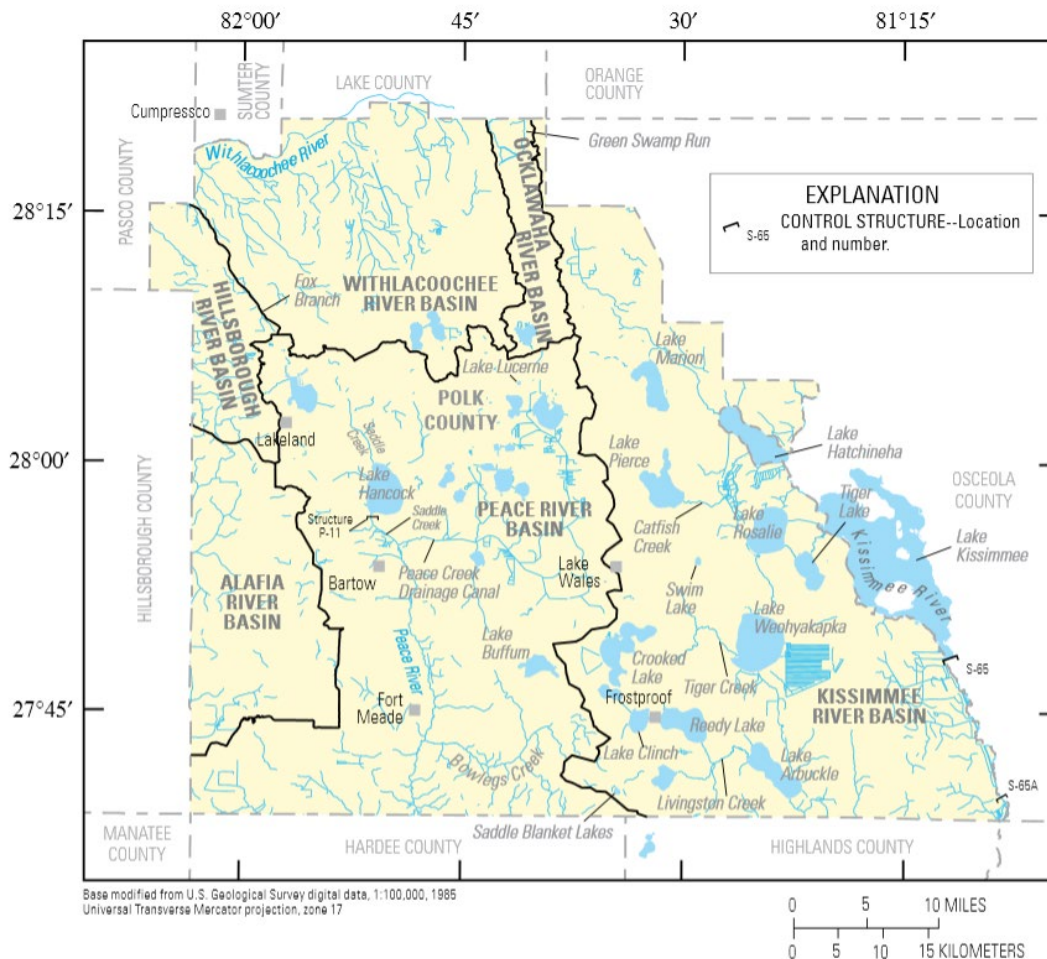 82°00′
45′
30′
81°15′
28°15′
28°00′
27°45′
Cumpressco
SUMTER
COUNTY
LAKE COUNTY
ORANGE
COUNTY
Green Swamp Run
PASCO COUNTY
Withlacoochee River
OCKLAWAHA
RIVER BASIN
EXPLANATION
S-65
CONTROL STRUCTURE--Location
and number.
HILLSBOROUGH
RIVER BASIN
Fox
Branch
WITHLACOOCHEE
RIVER BASIN
Lake Lucerne
Lake
Marion
POLK
COUNTY
Lakeland
Saddle
Creek
Lake
Hancock
Lake
Pierce
Lake
Hatchineha
OSCEOLA
COUNTY
HILLSBOROUGH COUNTY
Structure
P-11
Saddle
Creek
PEACE RIVER
BASIN
Catfish
Creek
Lake
Rosalie
Tiger
Lake
Lake
Kissimmee
Kissimmee River
ALAFIA
RIVER
BASIN
Bartow
Peace Creek
Drainage Canal
Lake
Wales
Swim
Lake
Lake
Weohyakapka
Peace River
Lake
Buffum
Crooked
Lake
Tiger Creek
S-65
Fort
Meade
Frostproof
KISSIMMEE
RIVER BASIN
Reedy Lake
Bowlegs Creek
Lake Clinch
Lake
Arbuckle
Livingston Creek
S-65A
Saddle Blanket Lakes
MANATEE
COUNTY
HARDEE COUNTY
HIGHLANDS COUNTY
Base modified from U.S. Geological Survey digital data, 1:100,000, 1985
Universal Transverse Mercator projection, zone 17
0 5 10 MILES
0 5 10 15 KILOMETERS